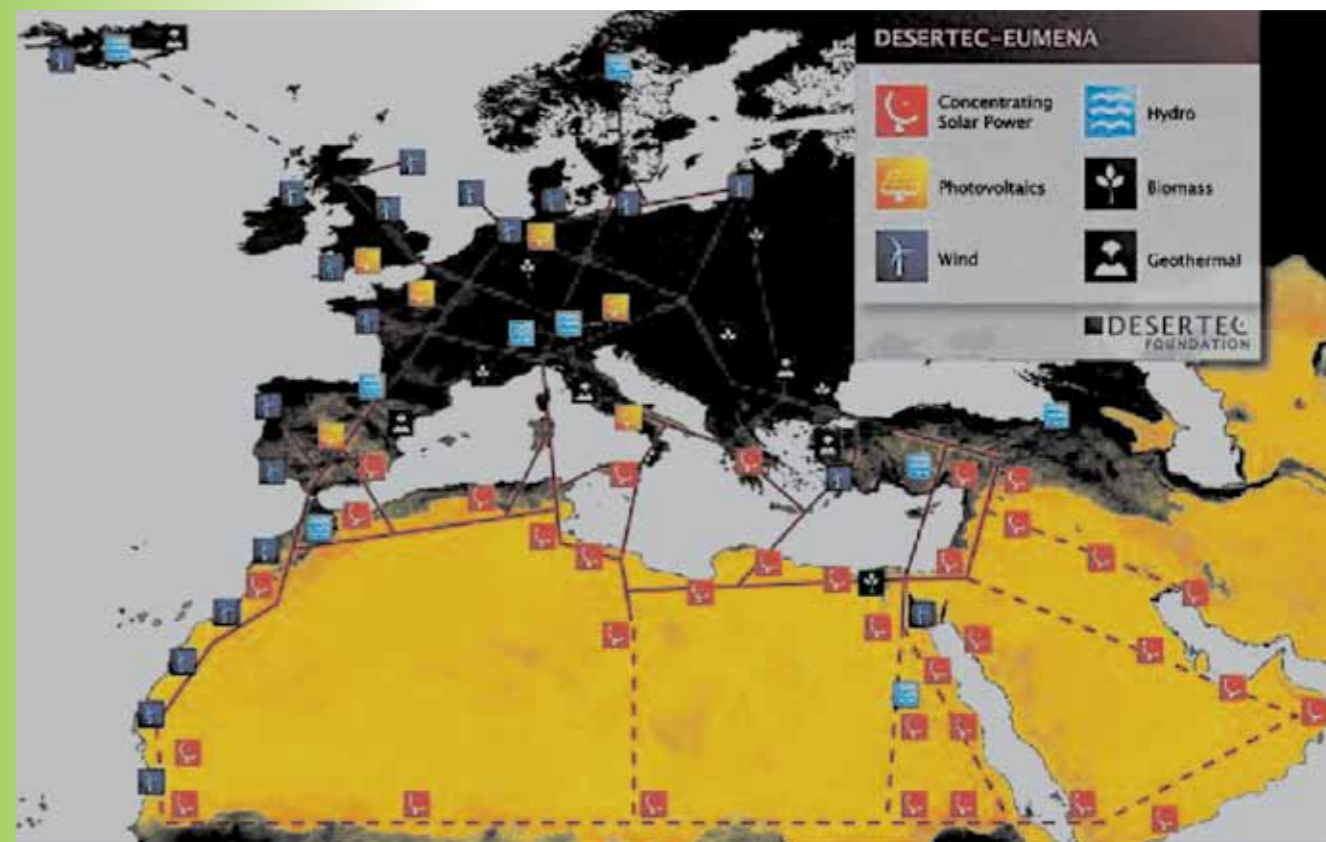 DESERTEC-EUMENA
Concentrating
Solar Power
Hydro
Photovoltaics
Biomass
Wind
Geothermal
DESERTEC
FOUNDATION